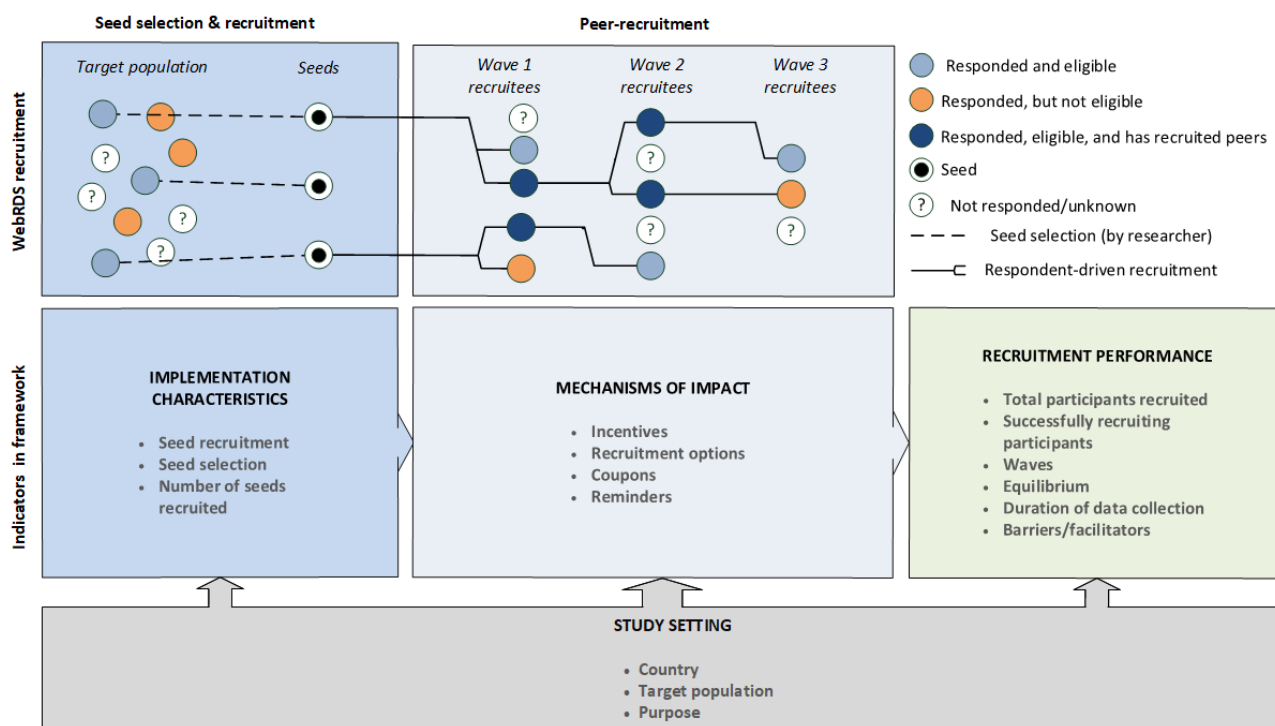 Seed selection & recruitment
Peer-recruitment
WebRDS recruitment
Target population
Seeds
Wave 1
recruitees
Wave 2
recruitees
Wave 3
recruitees
?
?
?
?
?
?
?
?
?
Responded and eligible
Responded, but not eligible
Responded, eligible, and has recruited peers
Seed
? Not responded/unknown
Seed selection (by researcher)
Respondent-driven recruitment
Indicators in framework
IMPLEMENTATION
CHARACTERISTICS
• Seed recruitment
• Seed selection
• Number of seeds
recruited
MECHANISMS OF IMPACT
• Incentives
• Recruitment options
• Coupons
• Reminders
RECRUITMENT PERFORMANCE
• Total participants recruited
• Successfully recruiting
participants
• Waves
• Equilibrium
• Duration of data collection
• Barriers/facilitators
STUDY SETTING
• Country
• Target population
• Purpose